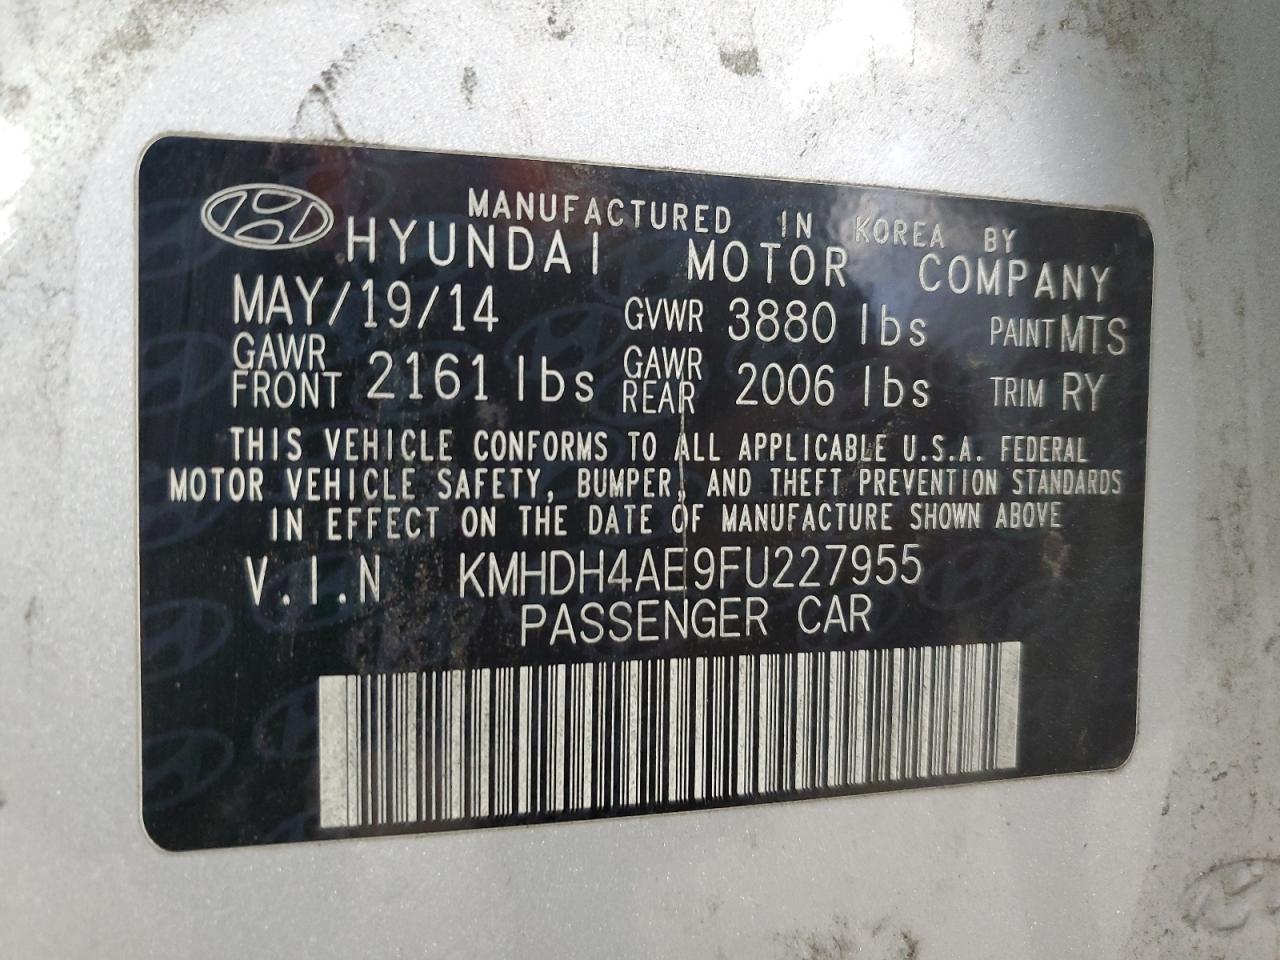 MANUFACTURED IN KOREA BY
HYUNDAI MOTOR COMPANY
MAY/19/14 GVWR 3880 lbs PAINT MTS
GAWR FRONT 2161 lbs GAWR REAR 2006 lbs TRIM RY
THIS VEHICLE CONFORMS TO ALL APPLICABLE U.S.A. FEDERAL
MOTOR VEHICLE SAFETY, BUMPER, AND THEFT PREVENTION STANDARDS
IN EFFECT ON THE DATE OF MANUFACTURE SHOWN ABOVE
V.I.N KMHDH4AE9FU227955
PASSENGER CAR